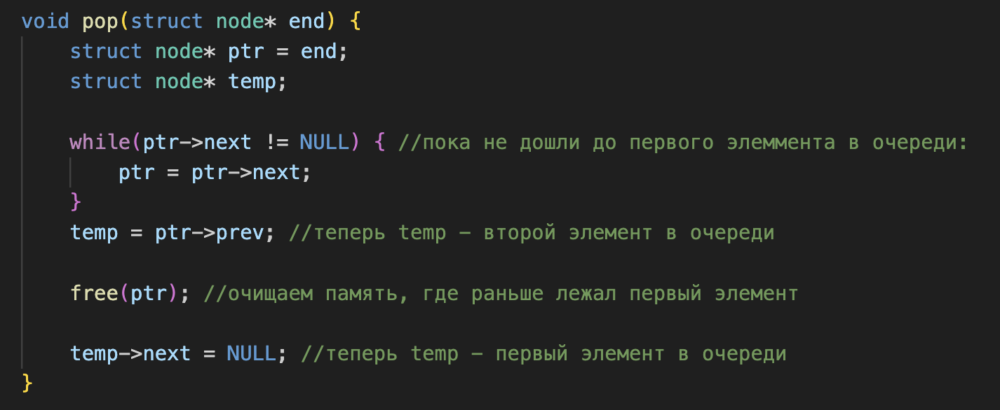 void pop(struct node* end) {
    struct node* ptr = end;
    struct node* temp;

    while(ptr->next != NULL) { //пока не дошли до первого элеммента в очереди:
        ptr = ptr->next;
    }
    temp = ptr->prev; //теперь temp - второй элемент в очереди

    free(ptr); //очищаем память, где раньше лежал первый элемент

    temp->next = NULL; //теперь temp - первый элемент в очереди
}